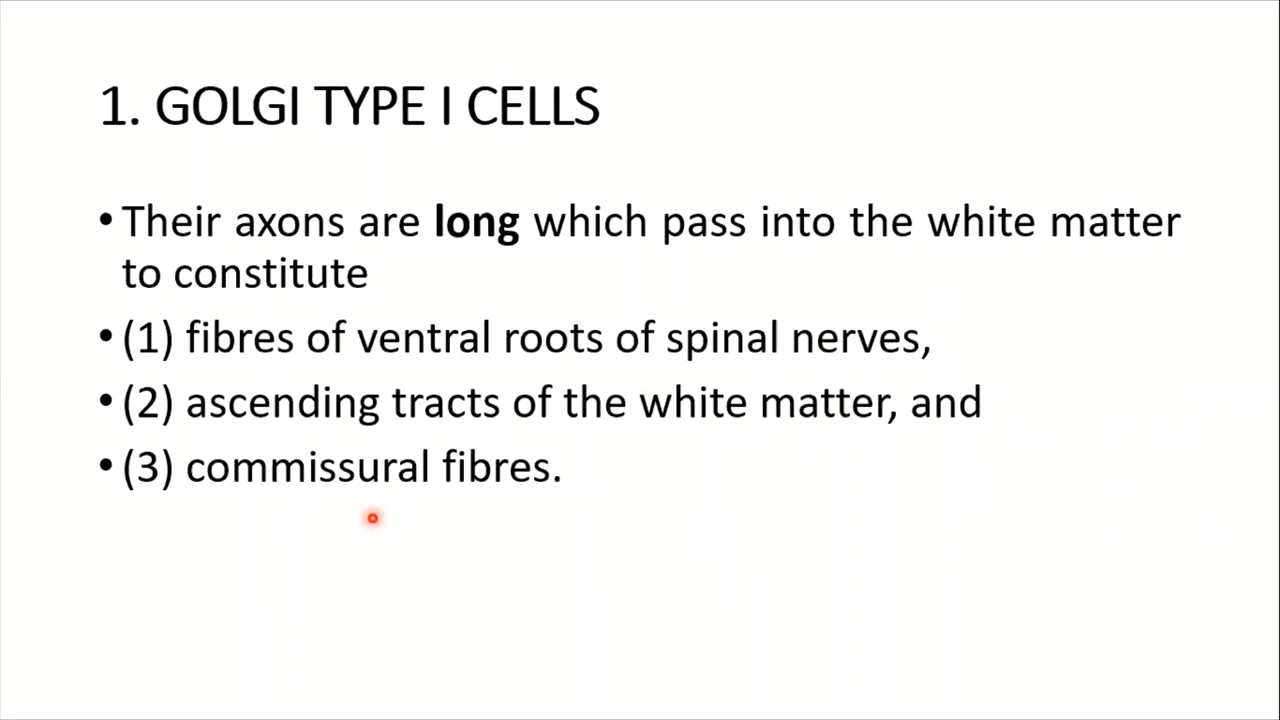 1. GOLGI TYPE I CELLS
• Their axons are long which pass into the white matter
to constitute
• (1) fibres of ventral roots of spinal nerves,
• (2) ascending tracts of the white matter, and
• (3) commissural fibres.